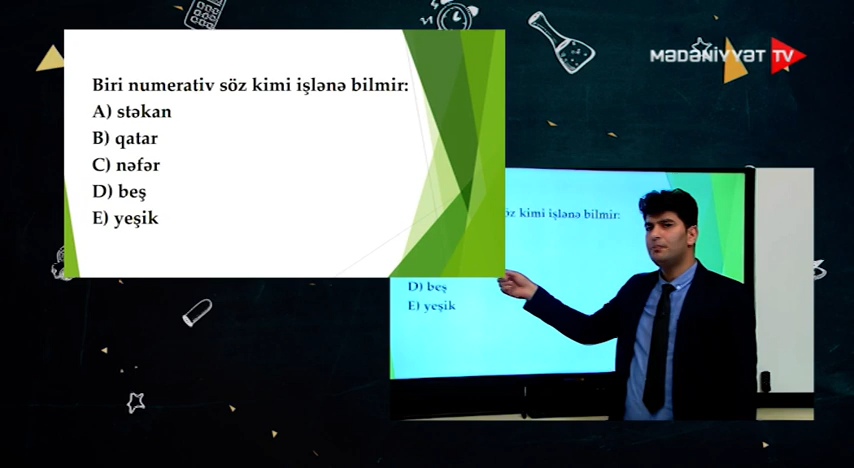 MƏDƏNİYYƏT TV
Biri numerativ söz kimi işlənə bilmir:
A) stəkan
B) qatar
C) nəfər
D) beş
E) yeşik
söz kimi işlənə bilmir:
D) beş
E) yeşik